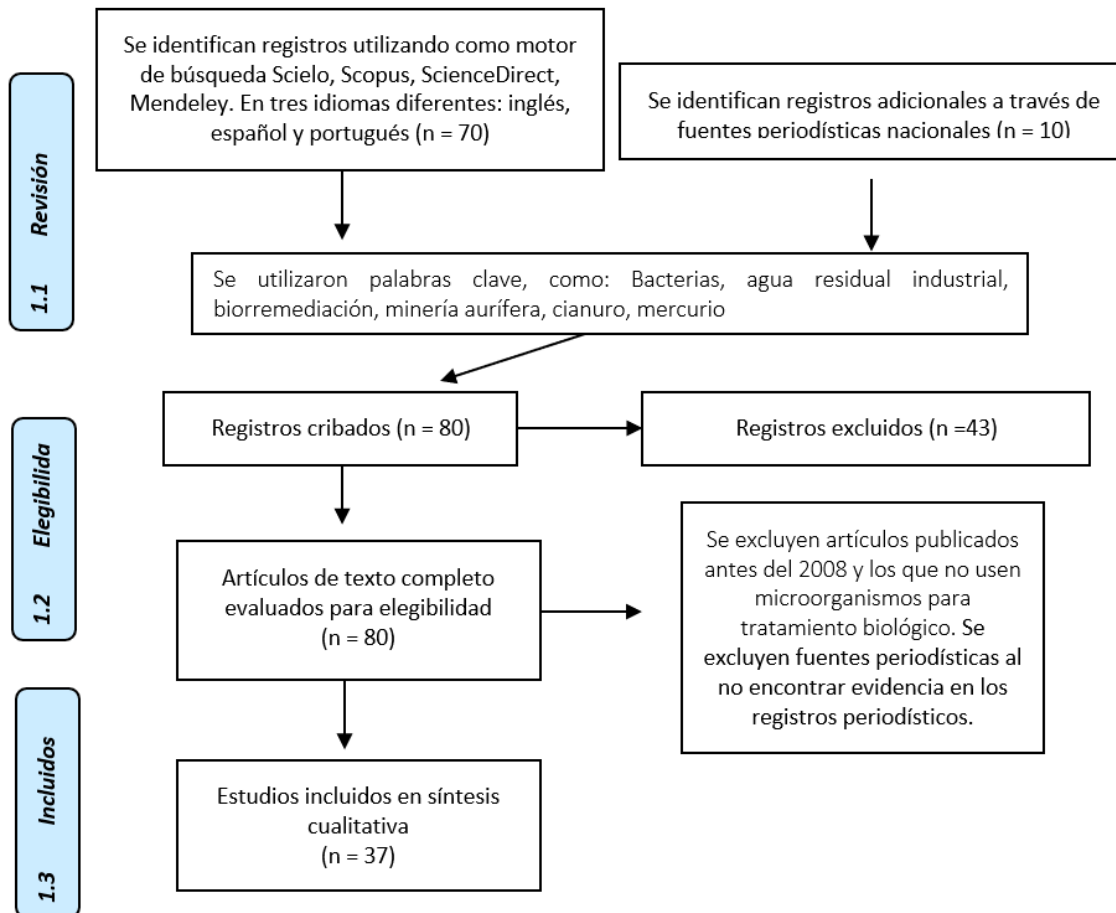 Se identifican registros utilizando como motor
de búsqueda Scielo, Scopus, ScienceDirect,
Mendeley. En tres idiomas diferentes: inglés,
español y portugués (n = 70)
Se identifican registros adicionales a través de
fuentes periodísticas nacionales (n = 10)
1.1 Revisión
Se utilizaron palabras clave, como: Bacterias, agua residual industrial,
biorremediación, minería aurífera, cianuro, mercurio
Registros cribados (n = 80)
Registros excluidos (n =43)
1.2 Elegibilida
Artículos de texto completo
evaluados para elegibilidad
(n = 80)
Se excluyen artículos publicados
antes del 2008 y los que no usen
microorganismos para
tratamiento biológico. Se
excluyen fuentes periodísticas al
no encontrar evidencia en los
registros periodísticos.
1.3 Incluidos
Estudios incluidos en síntesis
cualitativa
(n = 37)